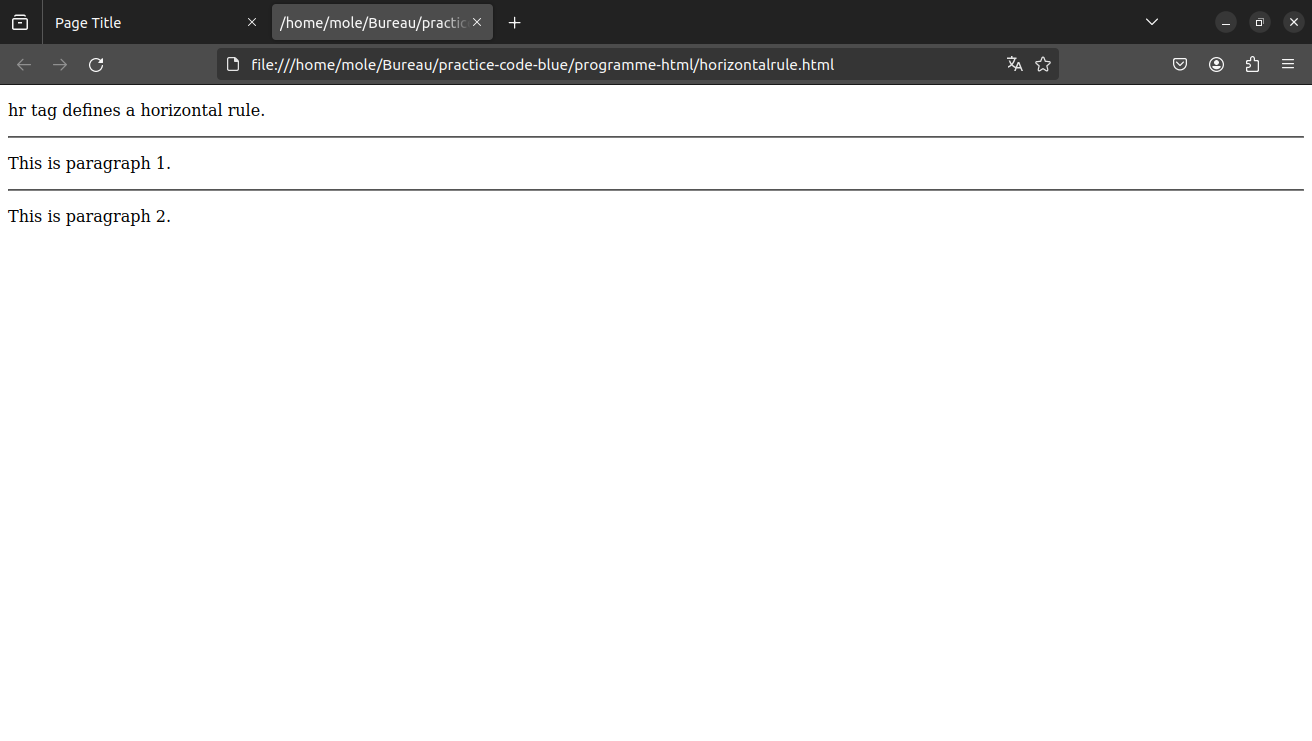 Page Title
/home/mole/Bureau/practic
file:///home/mole/Bureau/practice-code-blue/programme-html/horizontalrule.html
hr tag defines a horizontal rule.
This is paragraph 1.
This is paragraph 2.